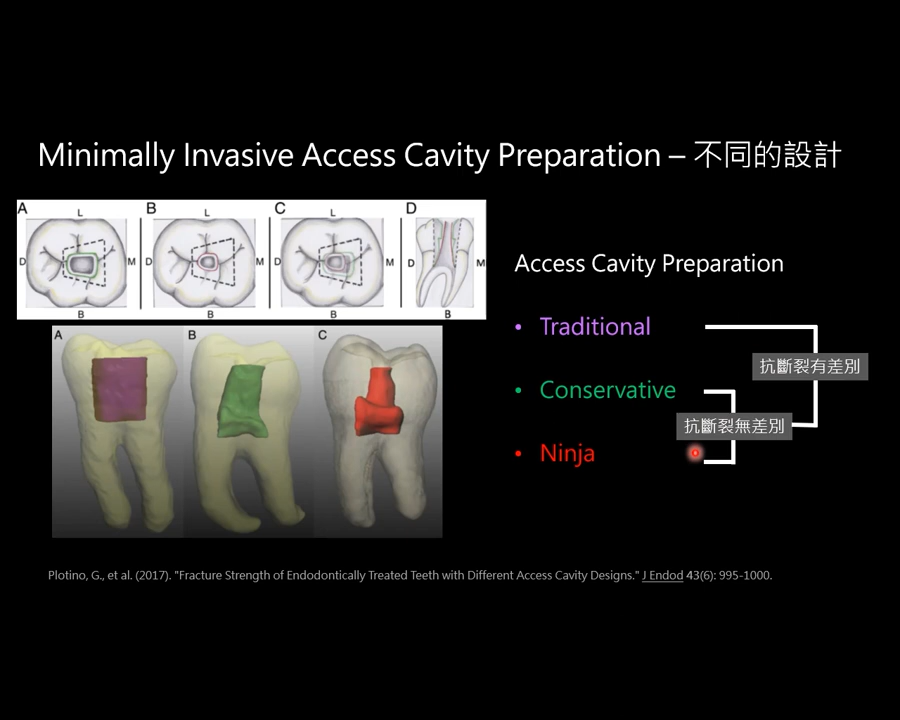 Minimally Invasive Access Cavity Preparation – 不同的設計
A B C D
L L L
D M D M D M D M
B B B B
A B C
Access Cavity Preparation
• Traditional
抗斷裂有差別
• Conservative
抗斷裂無差別
• Ninja
Plotino, G., et al. (2017). "Fracture Strength of Endodontically Treated Teeth with Different Access Cavity Designs." J Endod 43(6): 995-1000.